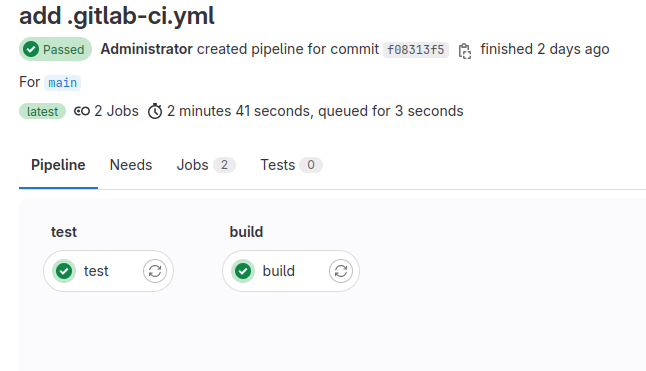 add .gitlab-ci.yml
Passed Administrator created pipeline for commit f08313f5 finished 2 days ago
For main
latest 2 Jobs 2 minutes 41 seconds, queued for 3 seconds
Pipeline Needs Jobs 2 Tests 0
test build
test build